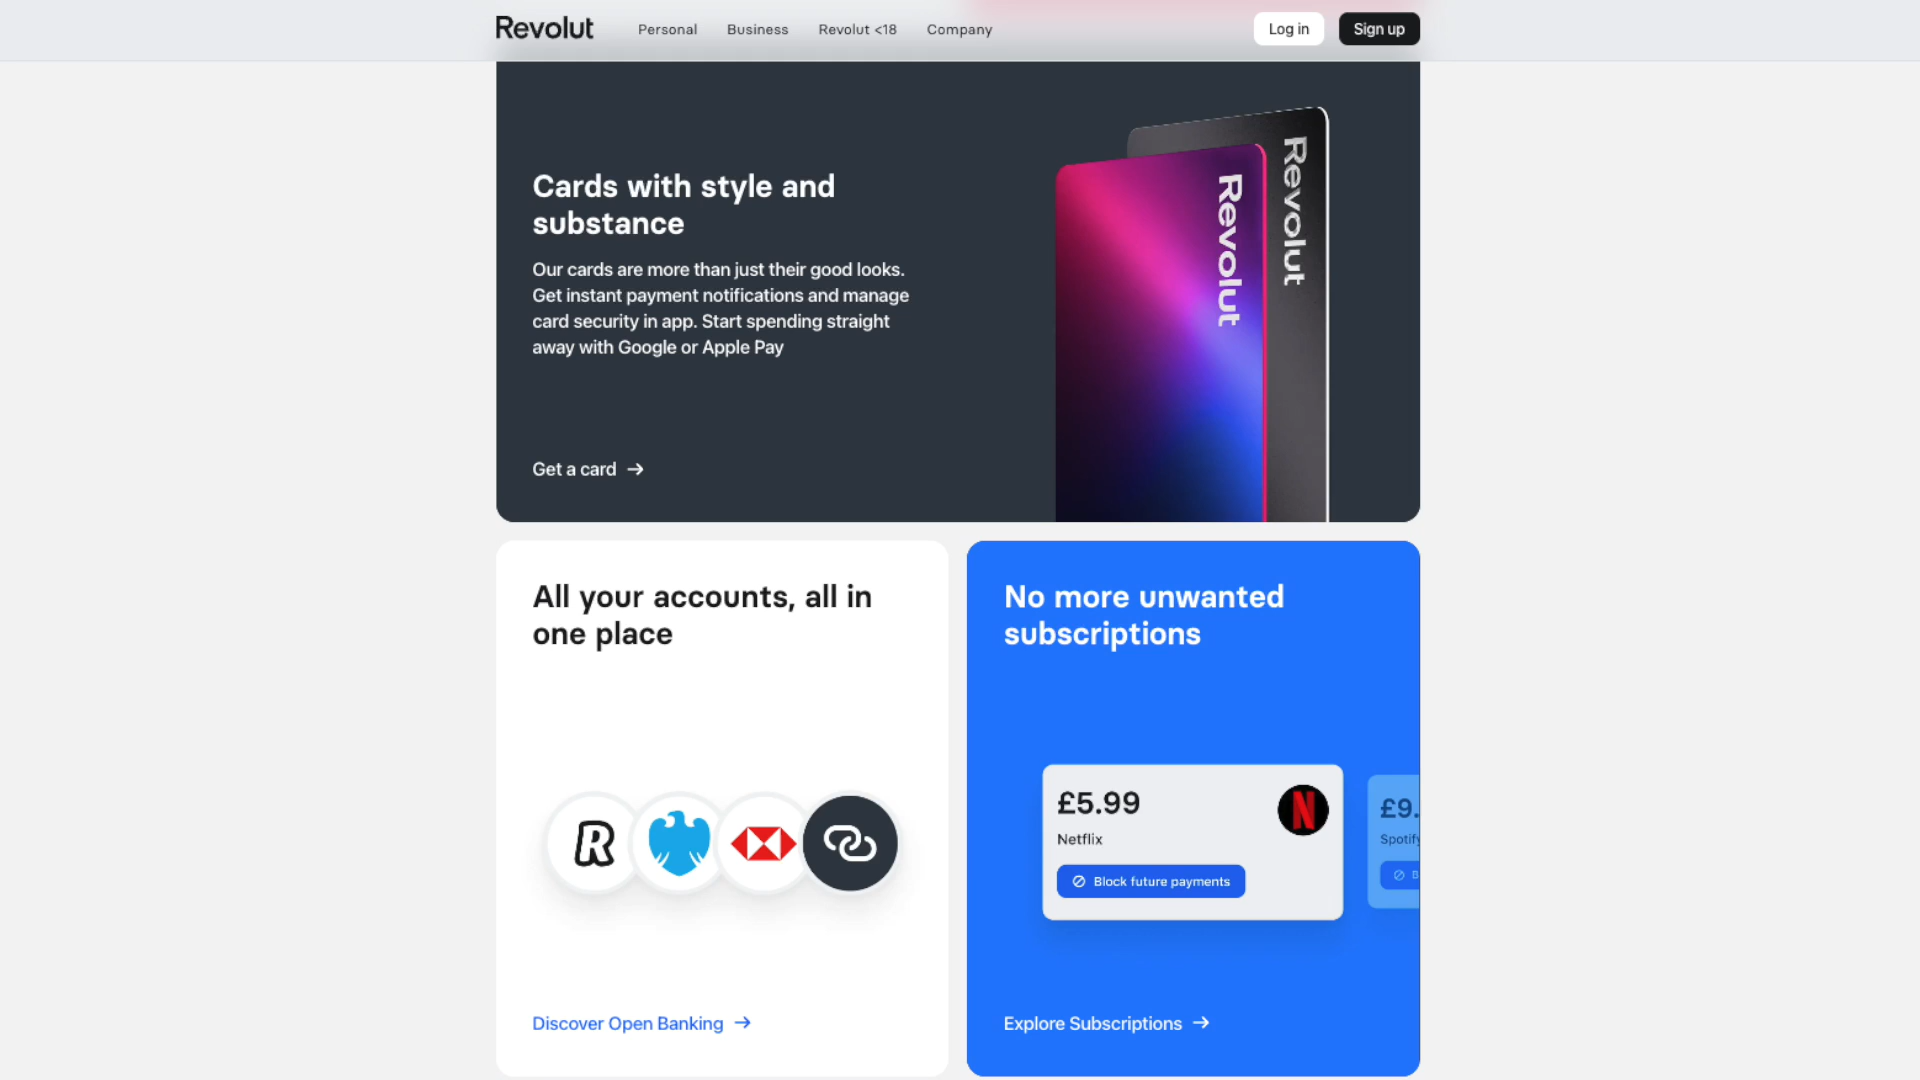 Revolut
Personal
Business
Revolut <18
Company
Log in
Sign up
Cards with style and
substance
Our cards are more than just their good looks.
Get instant payment notifications and manage
card security in app. Start spending straight
away with Google or Apple Pay
Get a card
Revolut
Revolut
All your accounts, all in
one place
R
Discover Open Banking
No more unwanted
subscriptions
£5.99
N
Netflix
Block future payments
£9.
Spotify
B
Explore Subscriptions